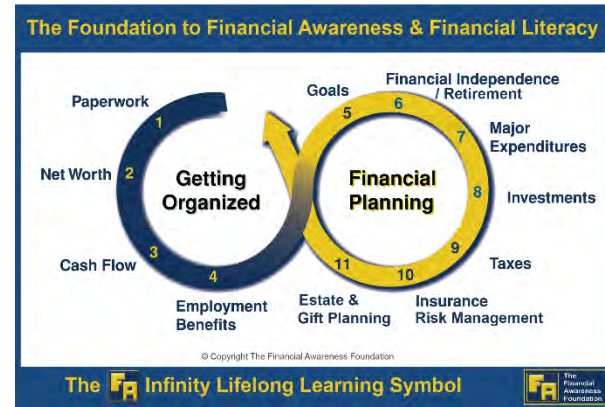 The Foundation to Financial Awareness & Financial Literacy
Paperwork
1
Net Worth
2
Cash Flow
3
4
Employment
Benefits
Getting
Organized
Goals
5
Financial Independence
/ Retirement
6
7
Major
Expenditures
8
Investments
9
Taxes
10
Insurance
Risk Management
11
Estate &
Gift Planning
Financial
Planning
© Copyright The Financial Awareness Foundation
The FA Infinity Lifelong Learning Symbol
FA
The
Financial
Awareness
Foundation